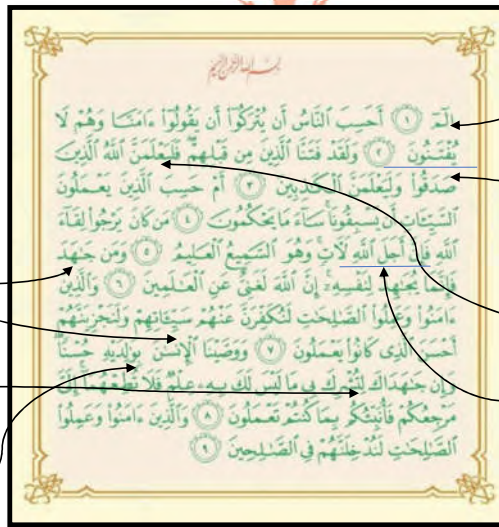 بسم الله الرحمن الرحيم
الٓمٓ ١ أَحَسِبَ ٱلنَّاسُ أَن يُتْرَكُوٓا۟ أَن يَقُولُوٓا۟ ءَامَنَّا وَهُمْ لَا
يُفْتَنُونَ ٢ وَلَقَدْ فَتَنَّا ٱلَّذِينَ مِن قَبْلِهِمْ فَلَيَعْلَمَنَّ ٱللَّهُ ٱلَّذِينَ
صَدَقُوا۟ وَلَيَعْلَمَنَّ ٱلْكَٰذِبِينَ ٣ أَمْ حَسِبَ ٱلَّذِينَ يَعْمَلُونَ
ٱلسَّيِّـَٔاتِ أَن يَسْبِقُونَا سَآءَ مَا يَحْكُمُونَ ٤ مَن كَانَ يَرْجُوا۟ لِقَآءَ
ٱللَّهِ فَإِنَّ أَجَلَ ٱللَّهِ لَـَٔاتٍ وَهُوَ ٱلسَّمِيعُ ٱلْعَلِيمُ ٥ وَمَن جَٰهَدَ
فَإِنَّمَا يُجَٰهِدُ لِنَفْسِهِۦٓ إِنَّ ٱللَّهَ لَغَنِىٌّ عَنِ ٱلْعَٰلَمِينَ ٦ وَٱلَّذِينَ
ءَامَنُوا۟ وَعَمِلُوا۟ ٱلصَّٰلِحَٰتِ لَنُكَفِّرَنَّ عَنْهُمْ سَيِّـَٔاتِهِمْ وَلَنَجْزِيَنَّهُمْ
أَحْسَنَ ٱلَّذِى كَانُوا۟ يَعْمَلُونَ ٧ وَوَصَّيْنَا ٱلْإِنسَٰنَ بِوَٰلِدَيْهِ حُسْنًا
وَإِن جَٰهَدَاكَ لِتُشْرِكَ بِى مَا لَيْسَ لَكَ بِهِۦ عِلْمٌ فَلَا تُطِعْهُمَآ إِلَىَّ
مَرْجِعُكُمْ فَأُنَبِّئُكُم بِمَا كُنتُمْ تَعْمَلُونَ ٨ وَٱلَّذِينَ ءَامَنُوا۟ وَعَمِلُوا۟
ٱلصَّٰلِحَٰتِ لَنُدْخِلَنَّهُمْ فِى ٱلصَّٰلِحِينَ ٩